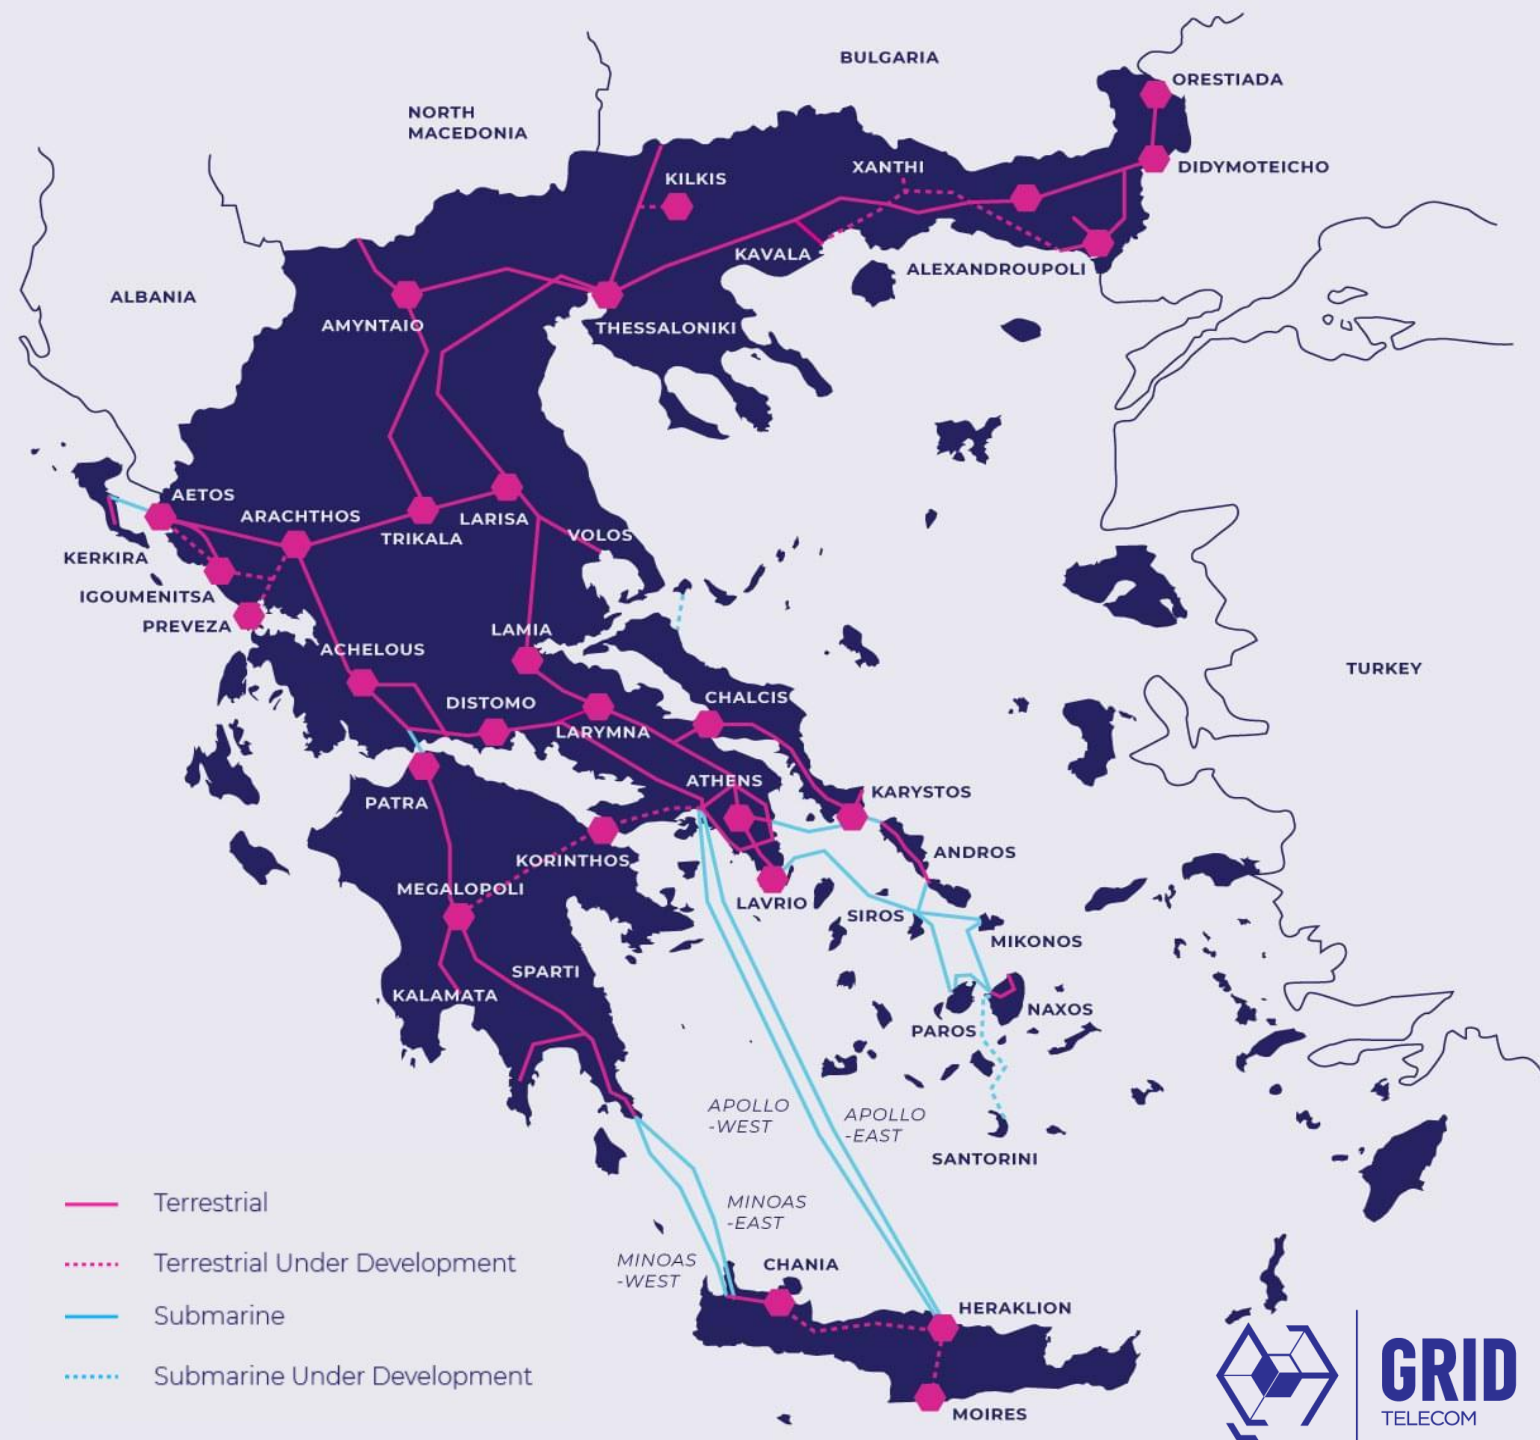 BULGARIA
ORESTIADA
NORTH
MACEDONIA
XANTHI
DIDYMOTEICHO
KILKIS
KAVALA
ALEXANDROUPOLI
ALBANIA
AMYNTAIO
THESSALONIKI
AETOS
ARACHTHOS
LARISA
TRIKALA
VOLOS
KERKIRA
IGOUMENITSA
PREVEZA
LAMIA
ACHELOUS
TURKEY
DISTOMO
CHALCIS
LARYMNA
ATHENS
KARYSTOS
PATRA
ANDROS
KORINTHOS
MEGALOPOLI
LAVRIO
SIROS
MIKONOS
SPARTI
KALAMATA
NAXOS
PAROS
APOLLO
-WEST
APOLLO
-EAST
SANTORINI
MINOAS
-EAST
MINOAS
-WEST
CHANIA
HERAKLION
MOIRES
Terrestrial
Terrestrial Under Development
Submarine
Submarine Under Development
GRID
TELECOM